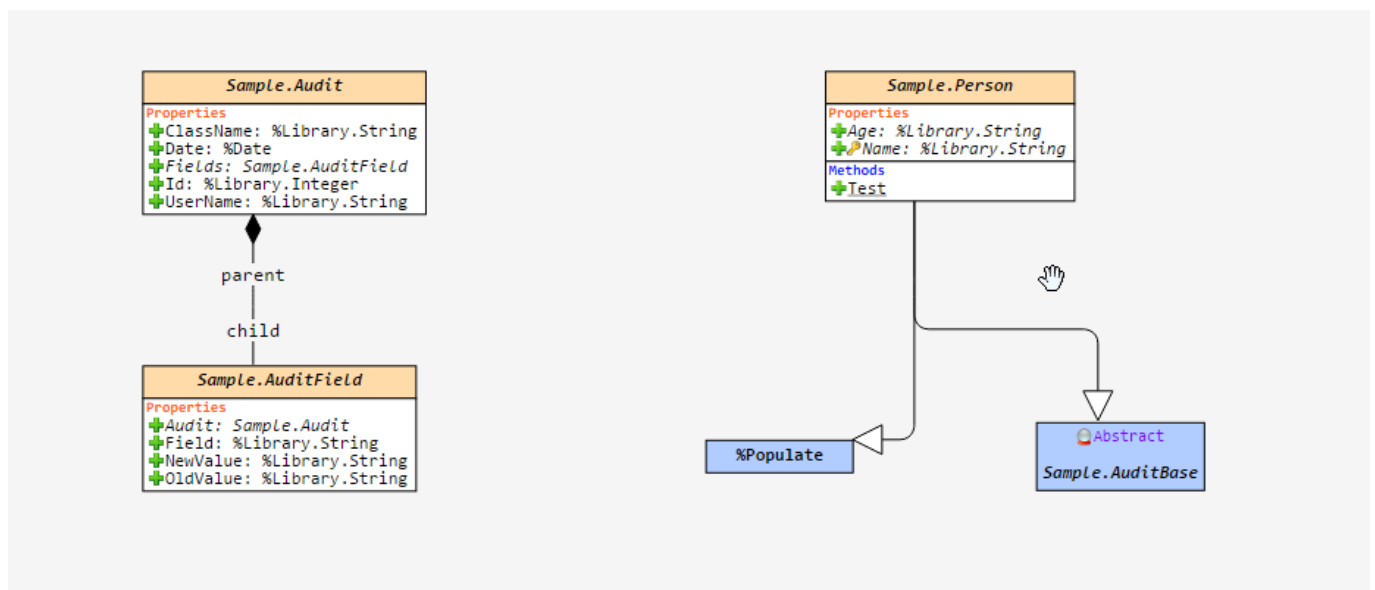 Sample.Audit
Properties
ClassName: %Library.String
Date: %Date
Fields: Sample.AuditField
Id: %Library.Integer
UserName: %Library.String
parent
child
Sample.AuditField
Properties
Audit: Sample.Audit
Field: %Library.String
NewValue: %Library.String
OldValue: %Library.String
Sample.Person
Properties
Age: %Library.String
Name: %Library.String
Methods
Test
%Populate
Abstract
Sample.AuditBase